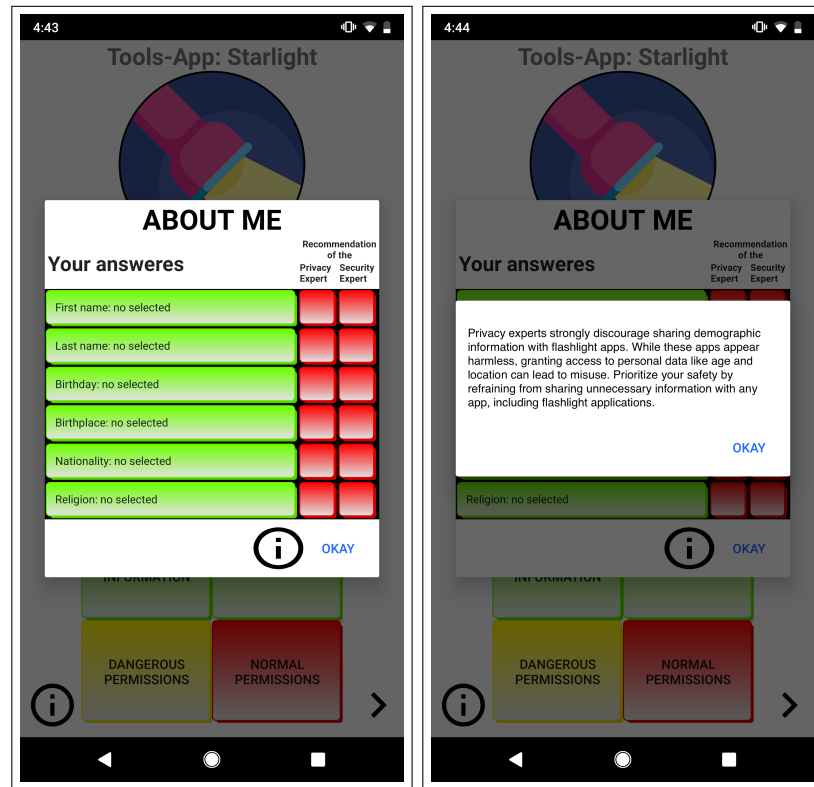 4:43
Tools-App: Starlight
ABOUT ME
Your answeres
Recommendation
of the
Privacy Security
Expert Expert
First name: no selected
Last name: no selected
Birthday: no selected
Birthplace: no selected
Nationality: no selected
Religion: no selected
OKAY
INFORMATION
DANGEROUS
PERMISSIONS
NORMAL
PERMISSIONS
4:44
Tools-App: Starlight
ABOUT ME
Your answeres
Recommendation
of the
Privacy Security
Expert Expert
Privacy experts strongly discourage sharing demographic
information with flashlight apps. While these apps appear
harmless, granting access to personal data like age and
location can lead to misuse. Prioritize your safety by
refraining from sharing unnecessary information with any
app, including flashlight applications.
OKAY
Religion: no selected
OKAY
INFORMATION
DANGEROUS
PERMISSIONS
NORMAL
PERMISSIONS